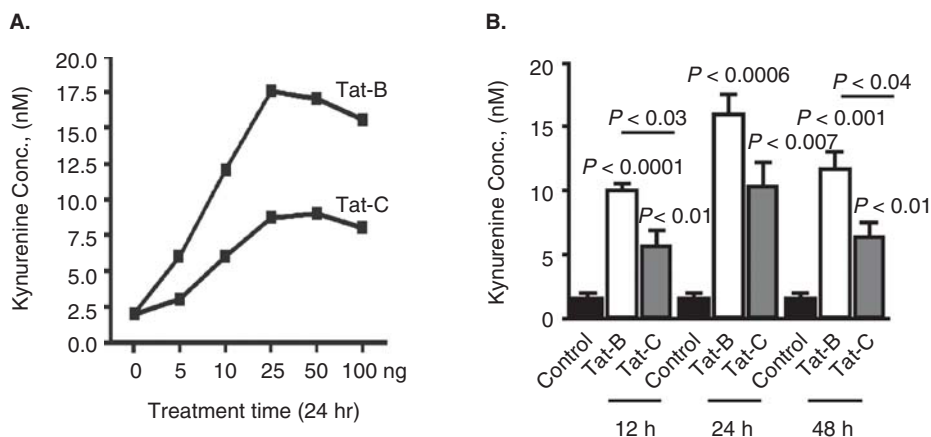 A.
Kynurenine Conc., (nM)
20.0
17.5
15.0
12.5
10.0
7.5
5.0
2.5
0.0
Tat-B
Tat-C
0 5 10 25 50 100 ng
Treatment time (24 hr)
B.
Kynurenine Conc., (nM)
20
15
10
5
0
P < 0.0006
P < 0.04
P < 0.03
P < 0.001
P < 0.007
P < 0.0001
P < 0.01
P < 0.01
Control Tat-B Tat-C Control Tat-B Tat-C Control Tat-B Tat-C
12 h 24 h 48 h